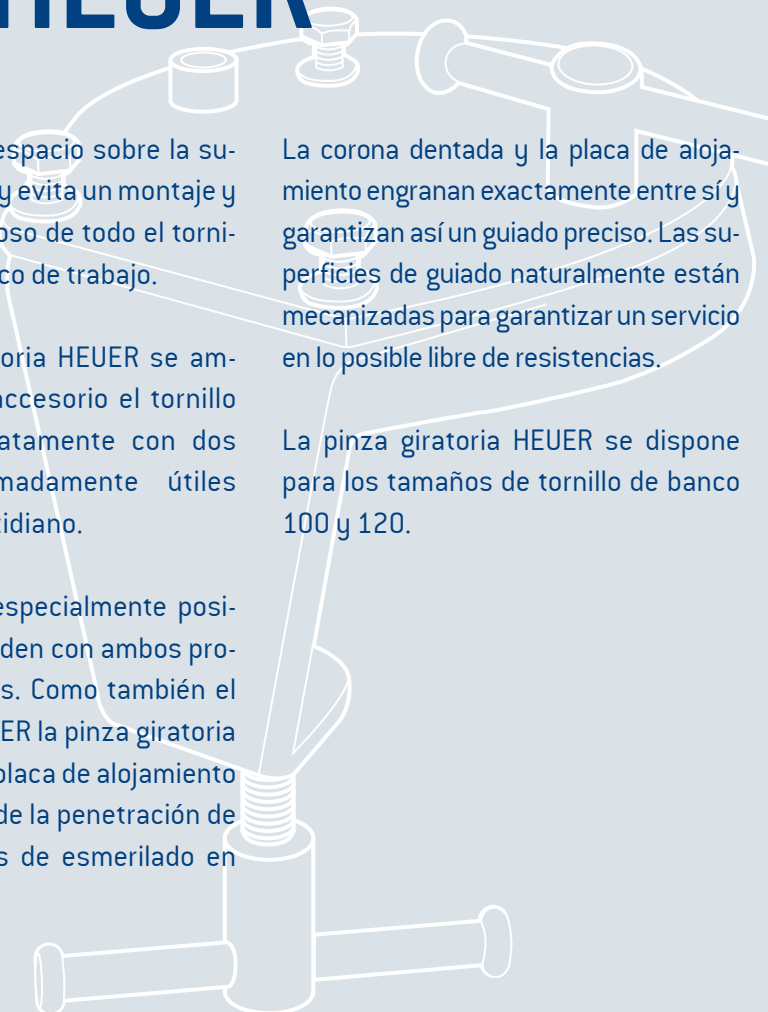 HEUER
espacio sobre la su-
y evita un montaje y
oso de todo el torni-
co de trabajo.
oria HEUER se am-
accesorio el tornillo
atamente con dos
madamente útiles
tidiano.
especialmente posi-
den con ambos pro-
s. Como también el
ER la pinza giratoria
placa de alojamiento
de la penetración de
s de esmerilado en
La corona dentada y la placa de aloja-
miento engranan exactamente entre sí y
garantizan así un guiado preciso. Las su-
perficies de guiado naturalmente están
mecanizadas para garantizar un servicio
en lo posible libre de resistencias.
La pinza giratoria HEUER se dispone
para los tamaños de tornillo de banco
100 y 120.